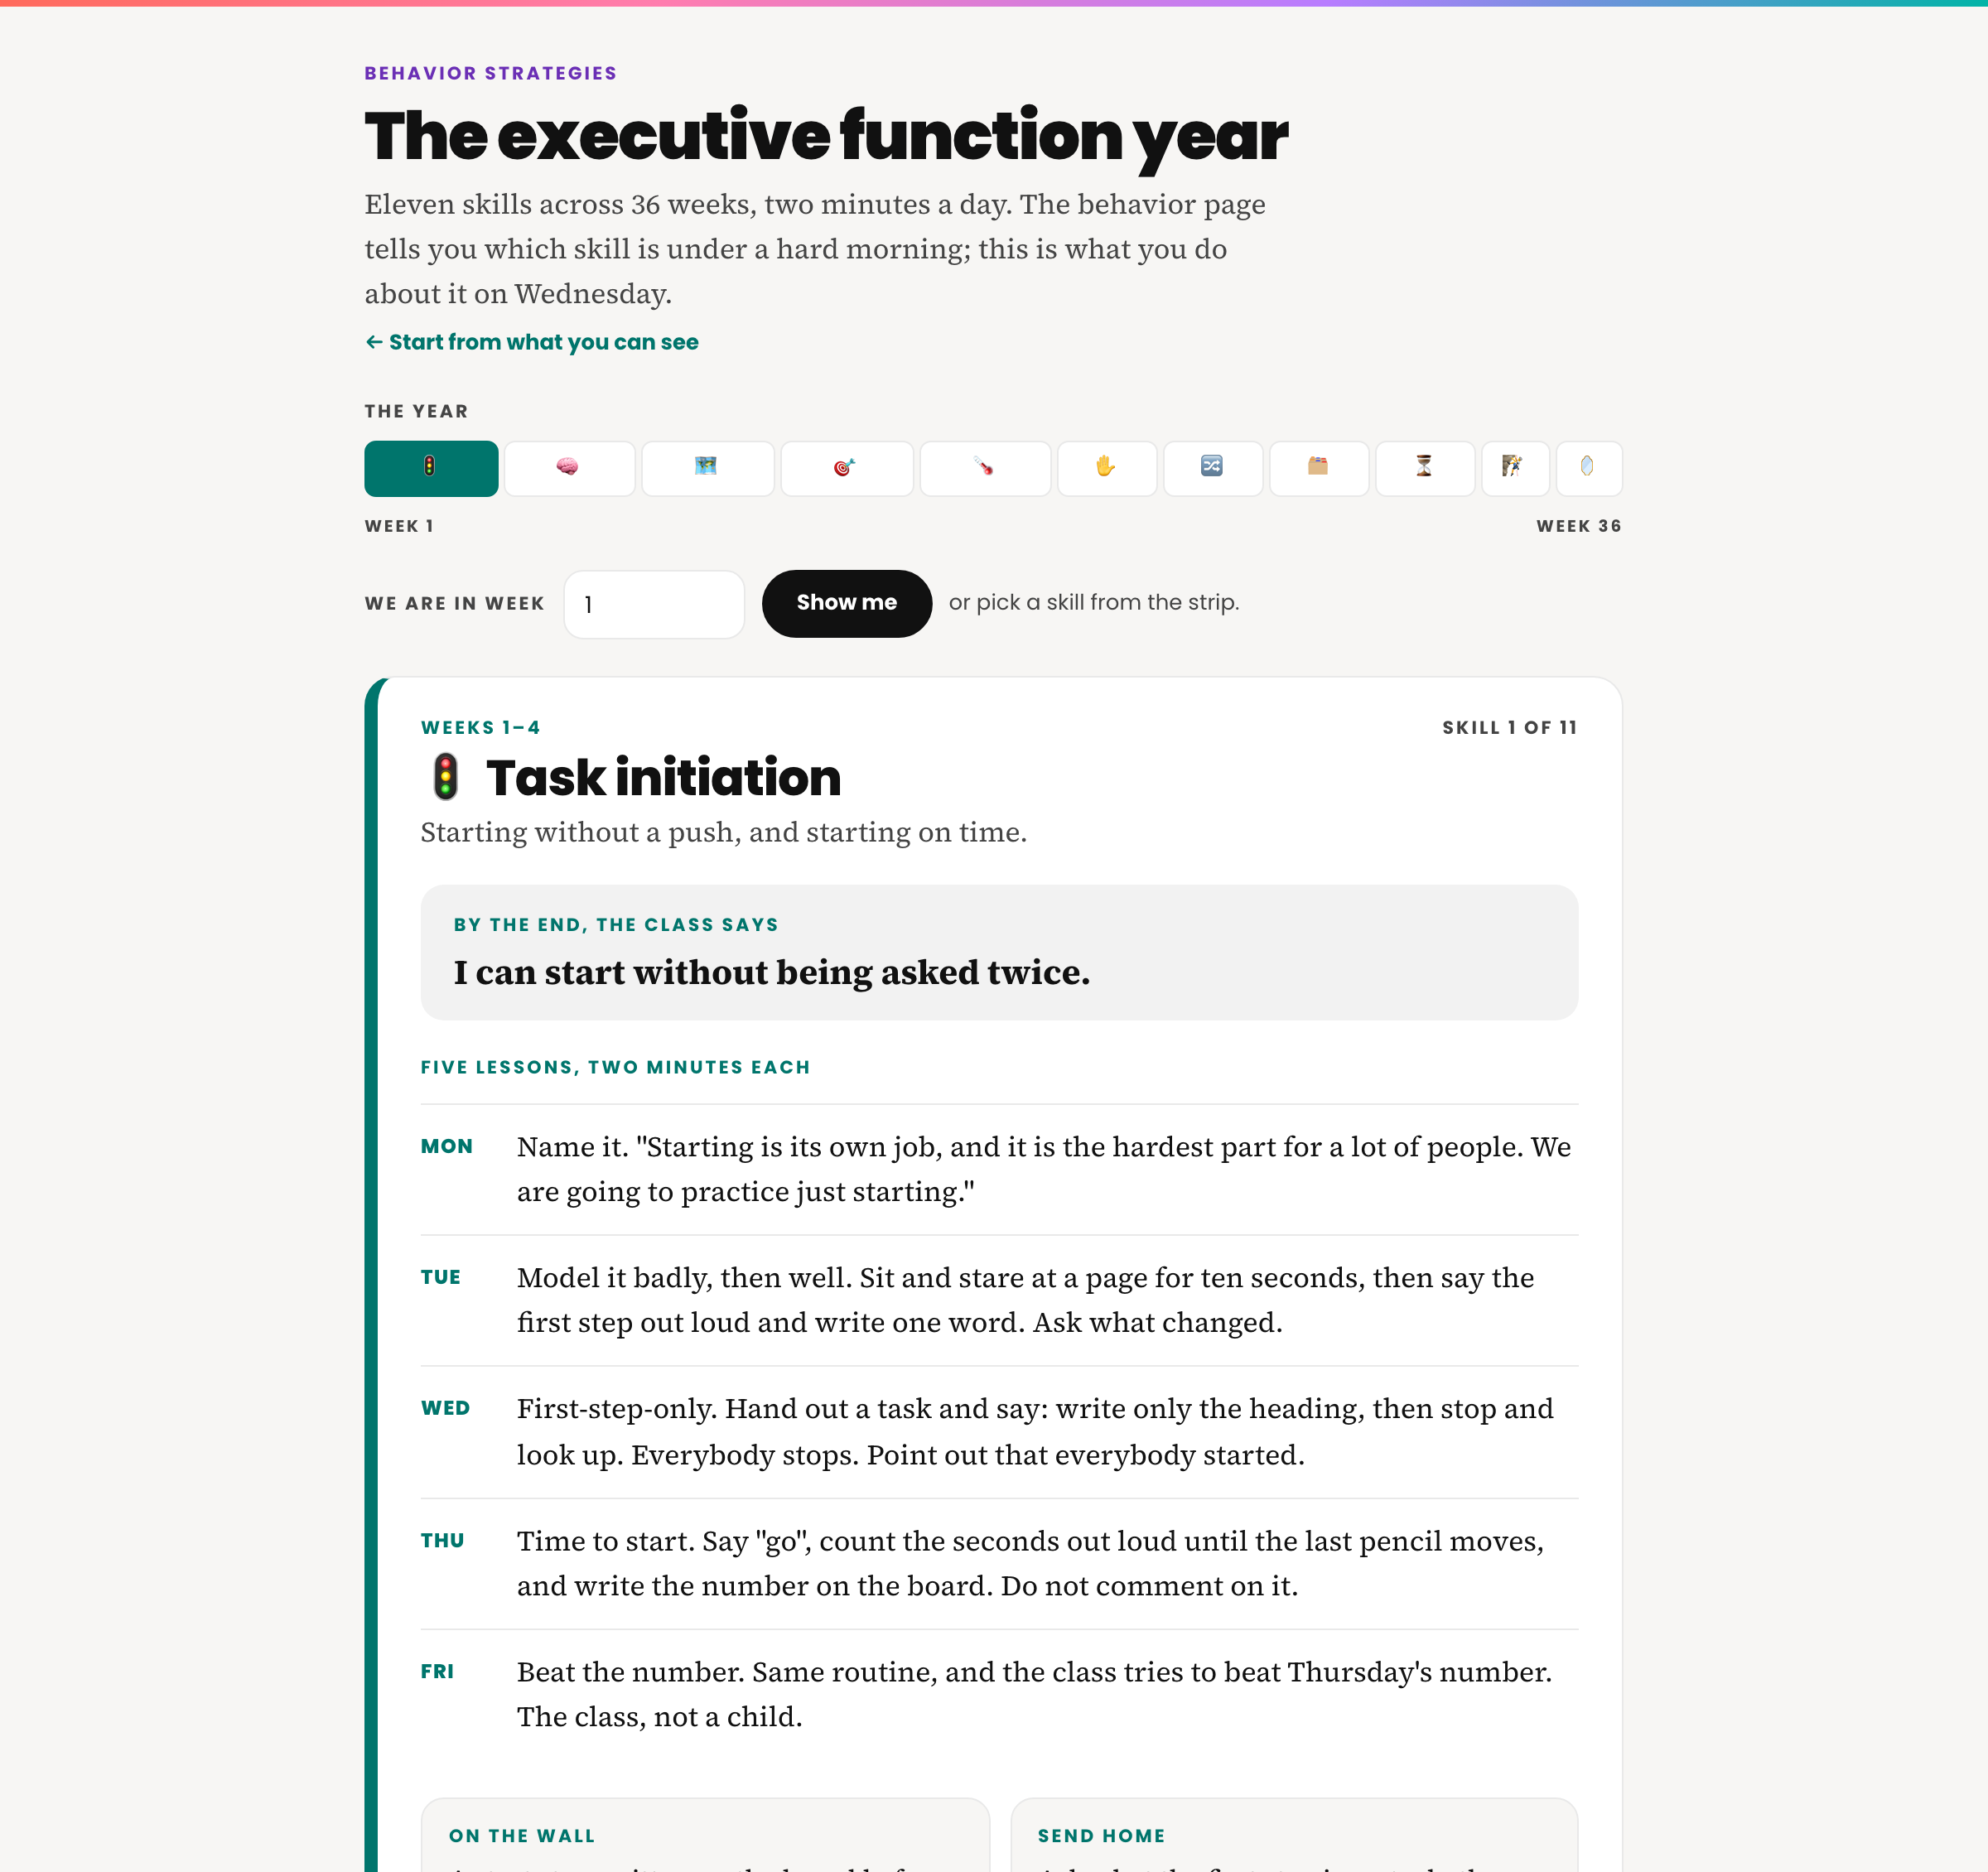 BEHAVIOR STRATEGIES
The executive function year
Eleven skills across 36 weeks, two minutes a day. The behavior page
tells you which skill is under a hard morning; this is what you do
about it on Wednesday.
← Start from what you can see
THE YEAR
WEEK 1
WEEK 36
WE ARE IN WEEK 1 Show me or pick a skill from the strip.
WEEKS 1–4
SKILL 1 OF 11
Task initiation
Starting without a push, and starting on time.
BY THE END, THE CLASS SAYS
I can start without being asked twice.
FIVE LESSONS, TWO MINUTES EACH
MON Name it. "Starting is its own job, and it is the hardest part for a lot of people. We
are going to practice just starting."
TUE Model it badly, then well. Sit and stare at a page for ten seconds, then say the
first step out loud and write one word. Ask what changed.
WED First-step-only. Hand out a task and say: write only the heading, then stop and
look up. Everybody stops. Point out that everybody started.
THU Time to start. Say "go", count the seconds out loud until the last pencil moves,
and write the number on the board. Do not comment on it.
FRI Beat the number. Same routine, and the class tries to beat Thursday's number.
The class, not a child.
ON THE WALL
SEND HOME